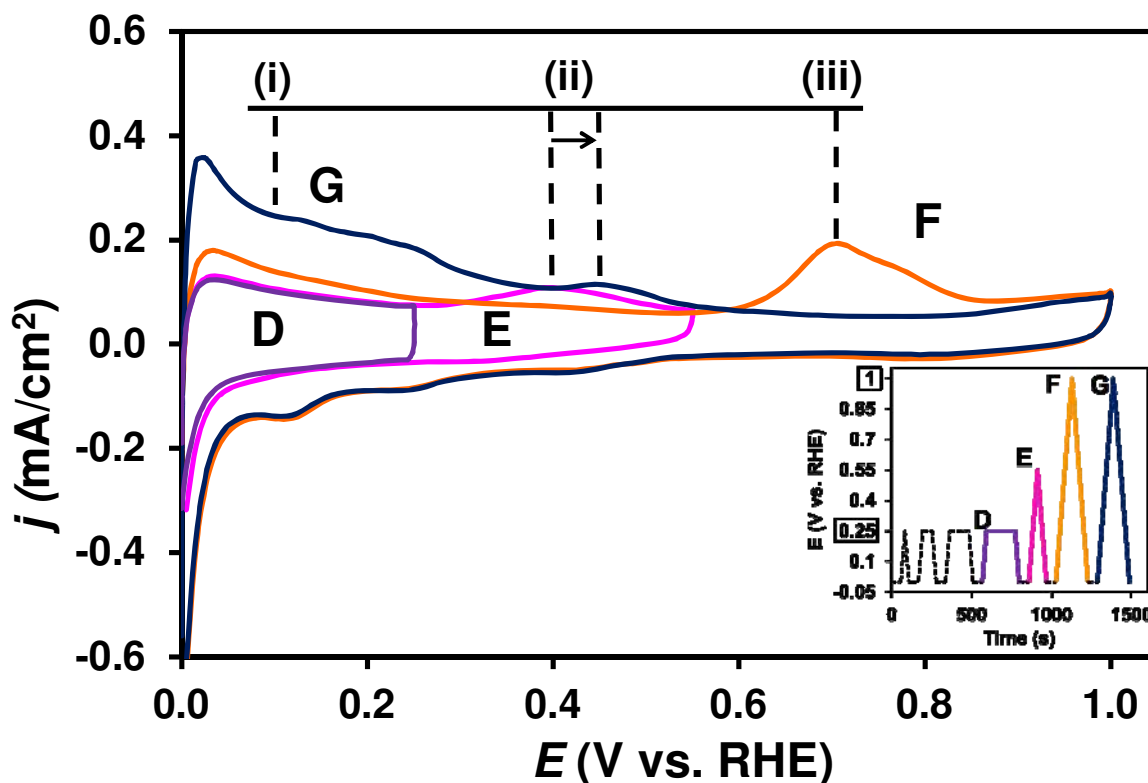 0.6
0.4
0.2
0.0
-0.2
-0.4
-0.6
j (mA/cm²)
(i)
(ii)
(iii)
G
F
D
E
0.0 0.2 0.4 0.6 0.8 1.0
E (V vs. RHE)
1
0.85
0.7
0.55
0.4
0.25
0.1
-0.05
E (V vs. RHE)
D
E
F
G
0 500 1000 1500
Time (s)